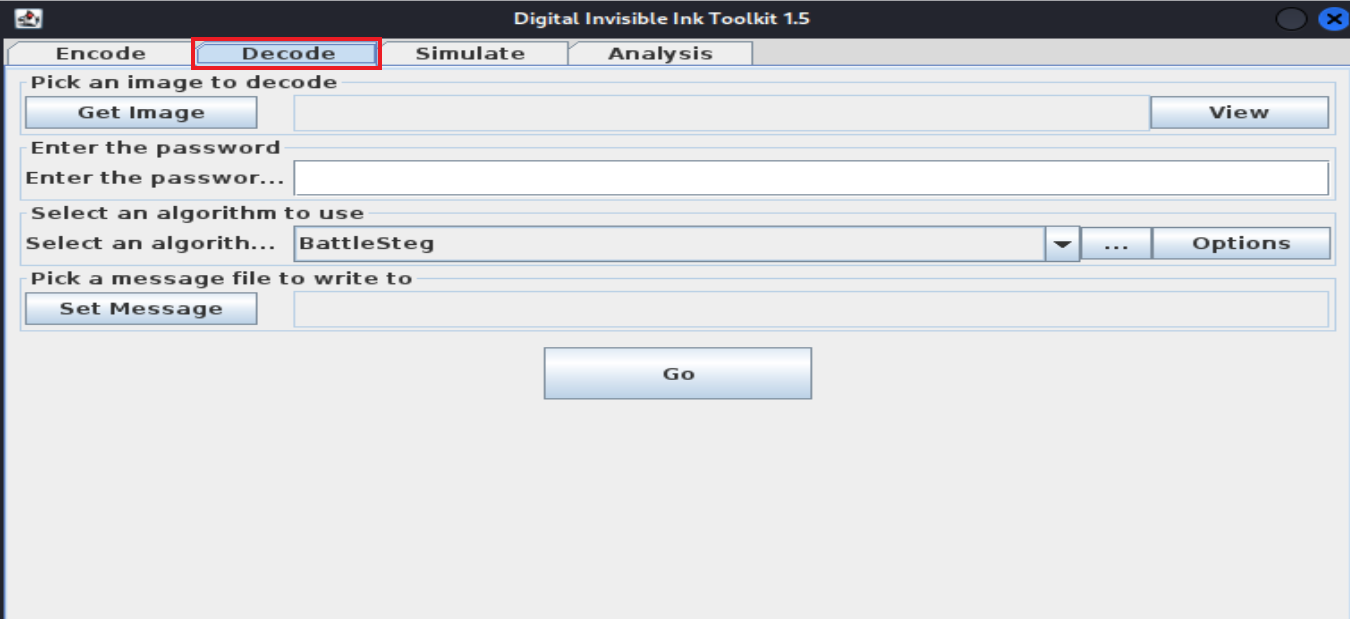 Digital Invisible Ink Toolkit 1.5
Encode Decode Simulate Analysis
Pick an image to decode
Get Image View
Enter the password
Enter the passwor...
Select an algorithm to use
Select an algorith... BattleSteg ... Options
Pick a message file to write to
Set Message
Go